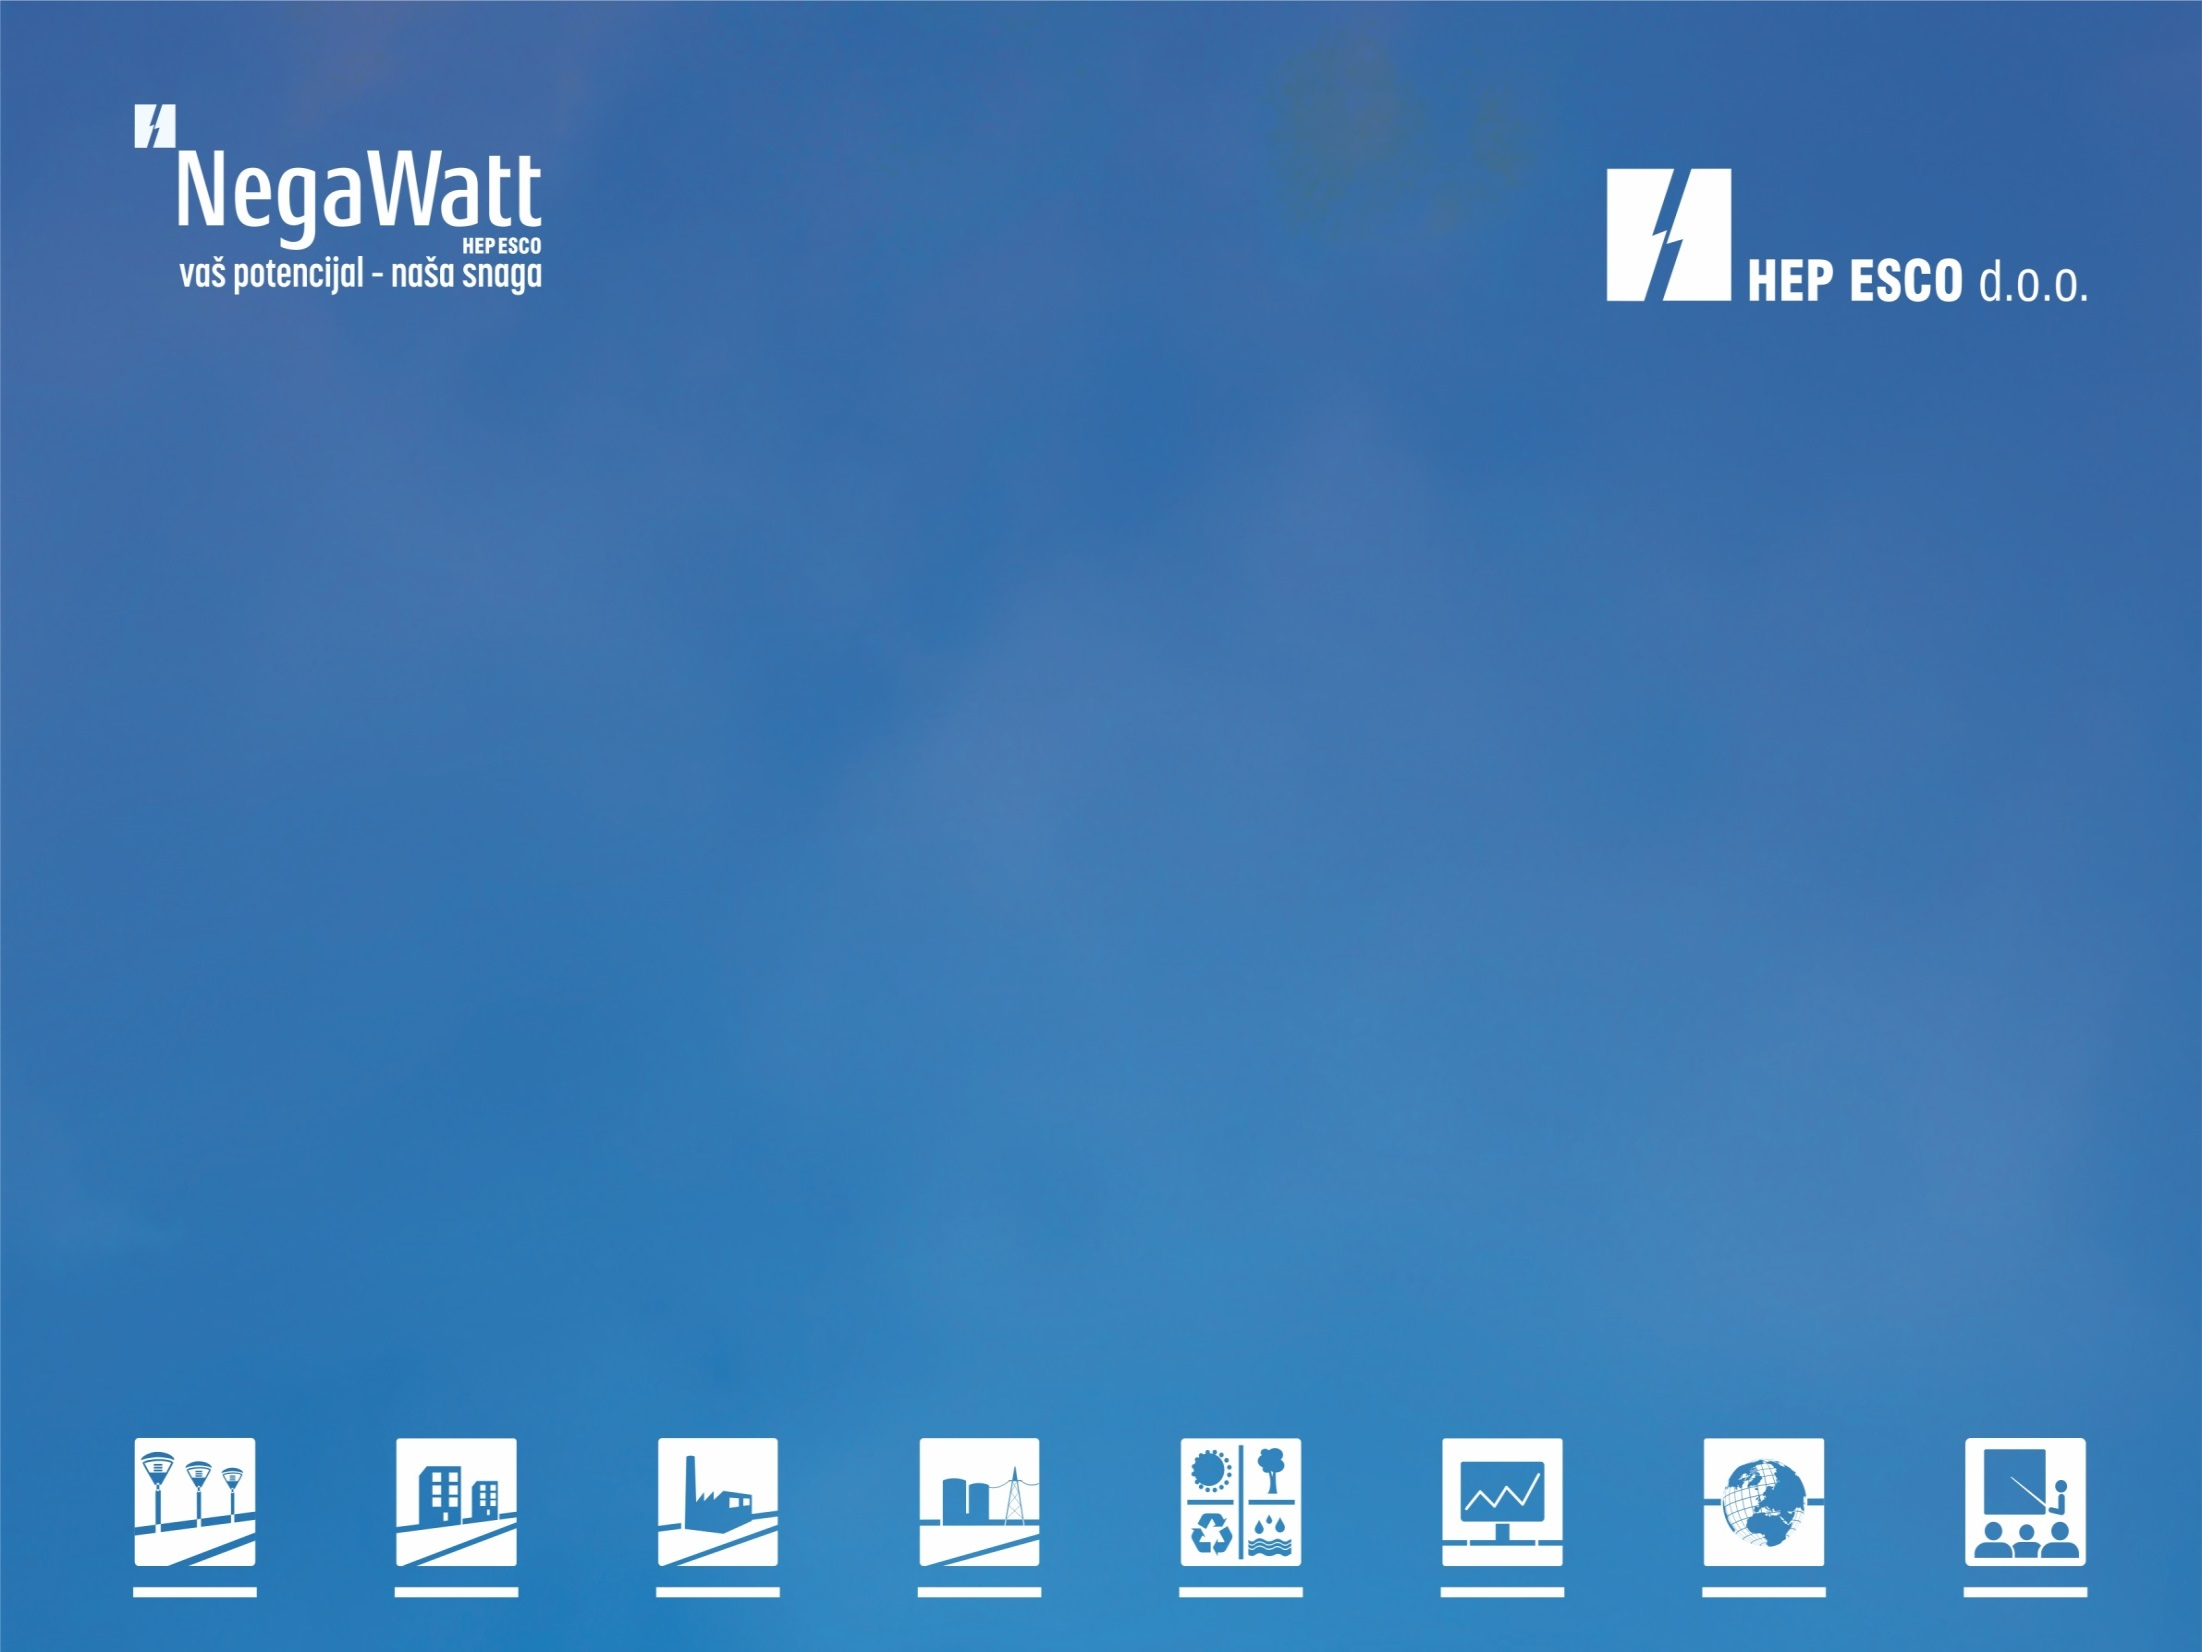 NegaWatt
HEP ESCO
vaš potencijal - naša snaga
HEP ESCO d.o.o.